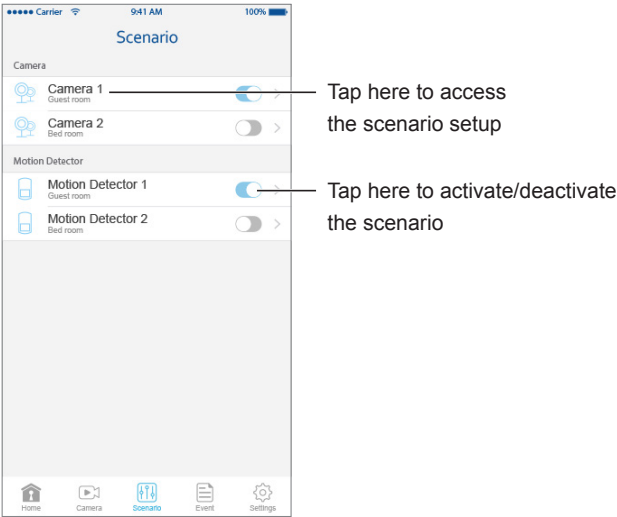 Carrier 9:41 AM 100%
Scenario
Camera
Camera 1
Guest room
Tap here to access
the scenario setup
Camera 2
Bed room
Motion Detector
Motion Detector 1
Guest room
Tap here to activate/deactivate
the scenario
Motion Detector 2
Bed room
Home Camera Scenario Event Settings